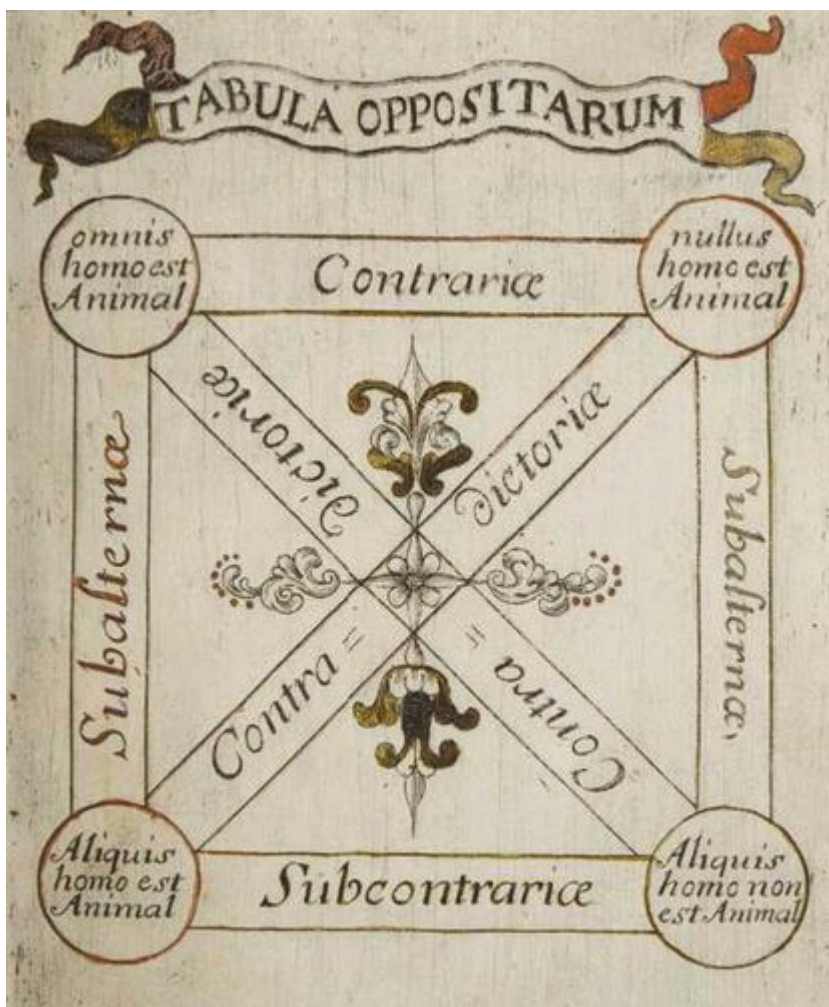 TABULA OPPOSITARUM
omnis
homo est
Animal
Contrariæ
nullus
homo est
Animal
dictoriæ
dictoriæ
Subalternæ
Subalternæ
Contra =
Contra =
Aliquis
homo est
Animal
Subcontrariæ
Aliquis
homo non
est Animal